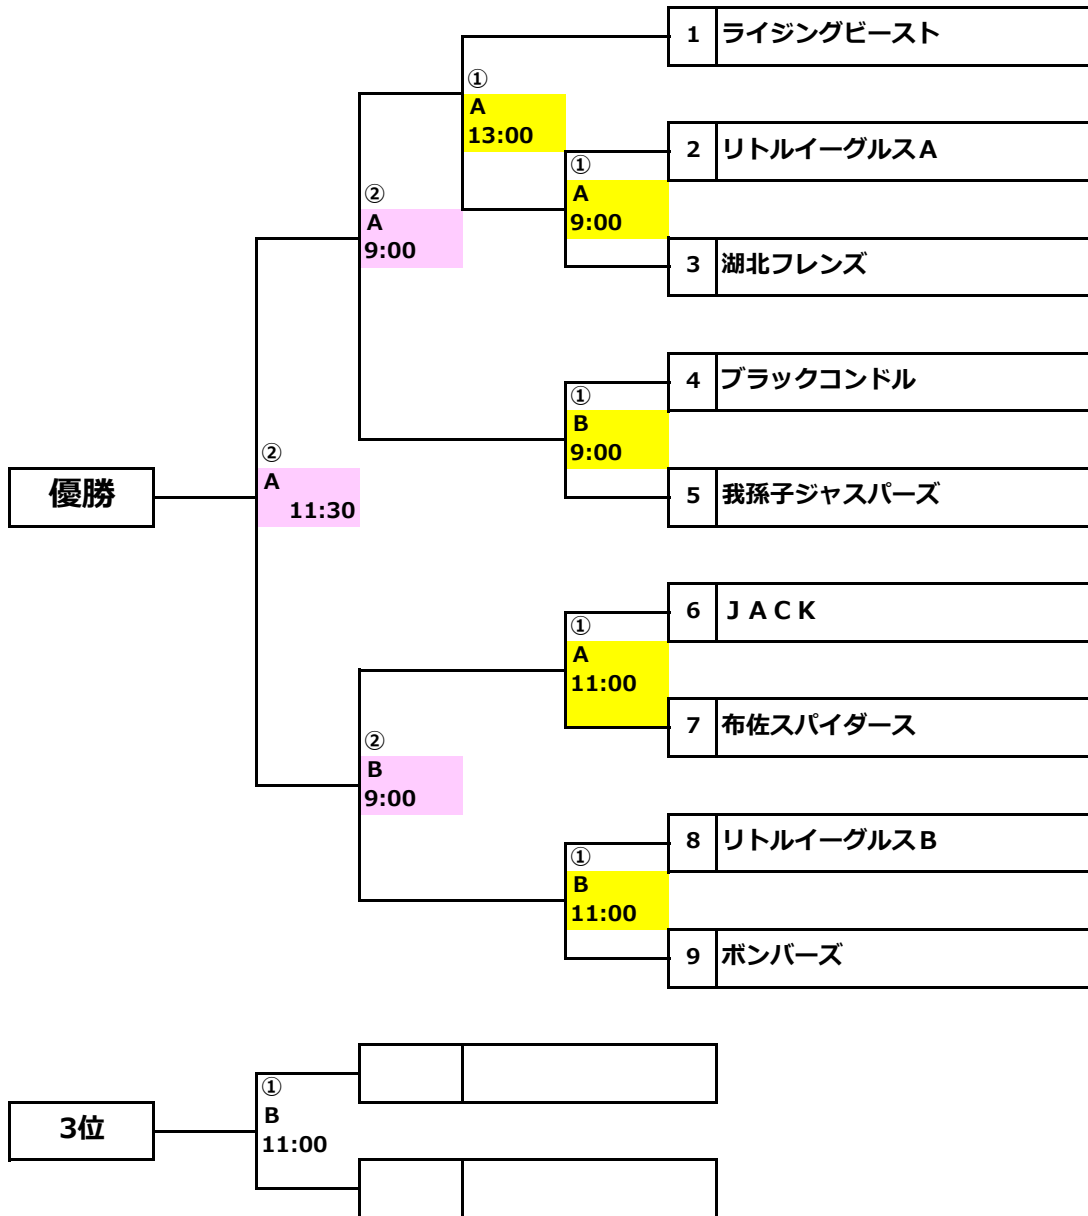 1 ライジングビースト
①
A
13:00
2 リトルイーグルスA
①
A
9:00
②
A
9:00
3 湖北フレンズ
4 ブラックコンドル
①
B
9:00
②
A
11:30
優勝
5 我孫子ジャスパーズ
6 JACK
①
A
11:00
7 布佐スパイダース
②
B
9:00
8 リトルイーグルスB
①
B
11:00
9 ボンバーズ
①
B
11:00
3位